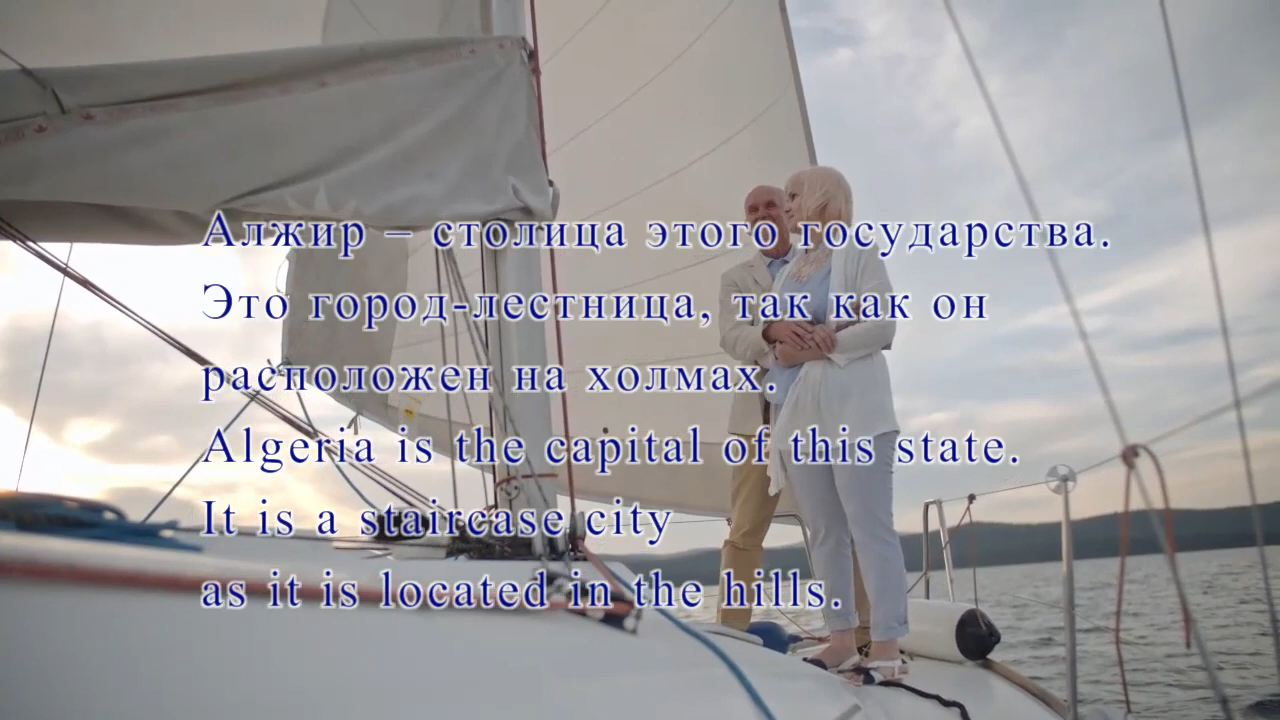 Алжир – столица этого государства.
Это город-лестница, так как он
расположен на холмах.
Algeria is the capital of this state.
It is a staircase city
as it is located in the hills.